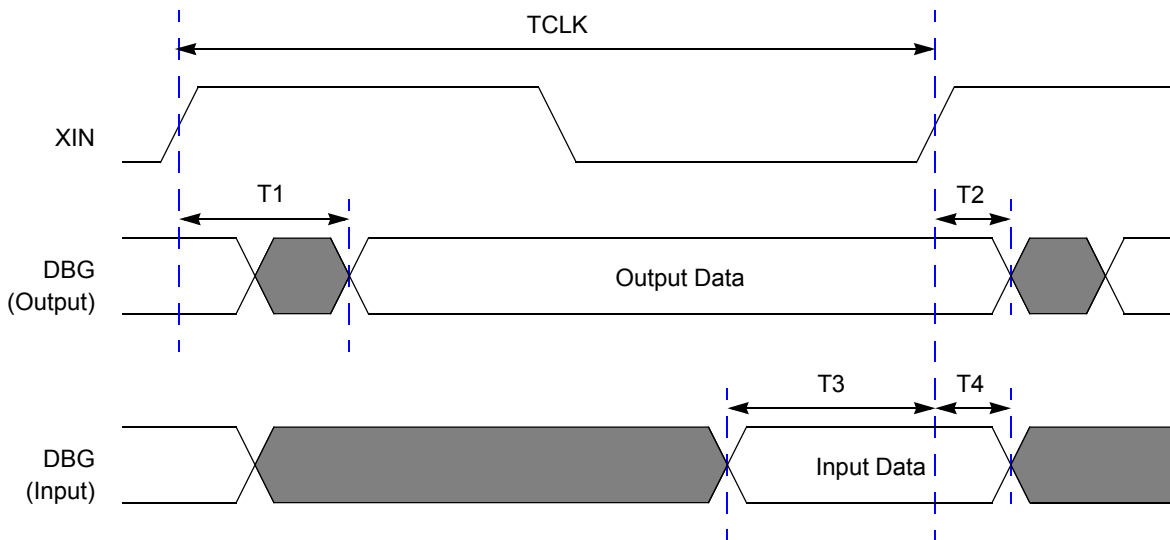 TCLK
XIN
T1
T2
DBG
(Output)
Output Data
T3
T4
DBG
(Input)
Input Data